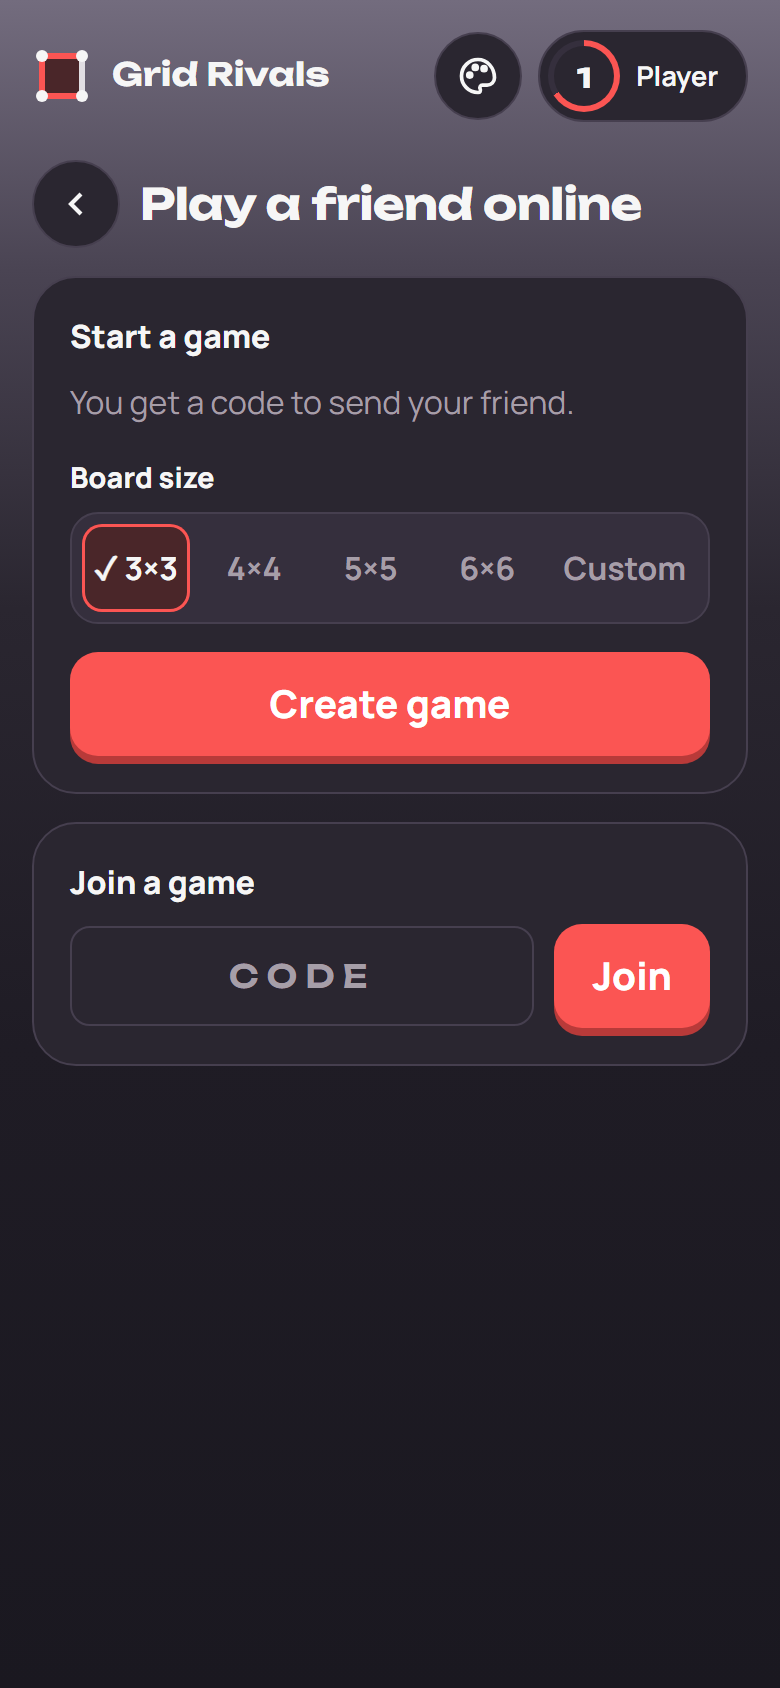 Grid Rivals
1 Player
Play a friend online
Start a game
You get a code to send your friend.
Board size
✓ 3×3 4×4 5×5 6×6 Custom
Create game
Join a game
CODE Join